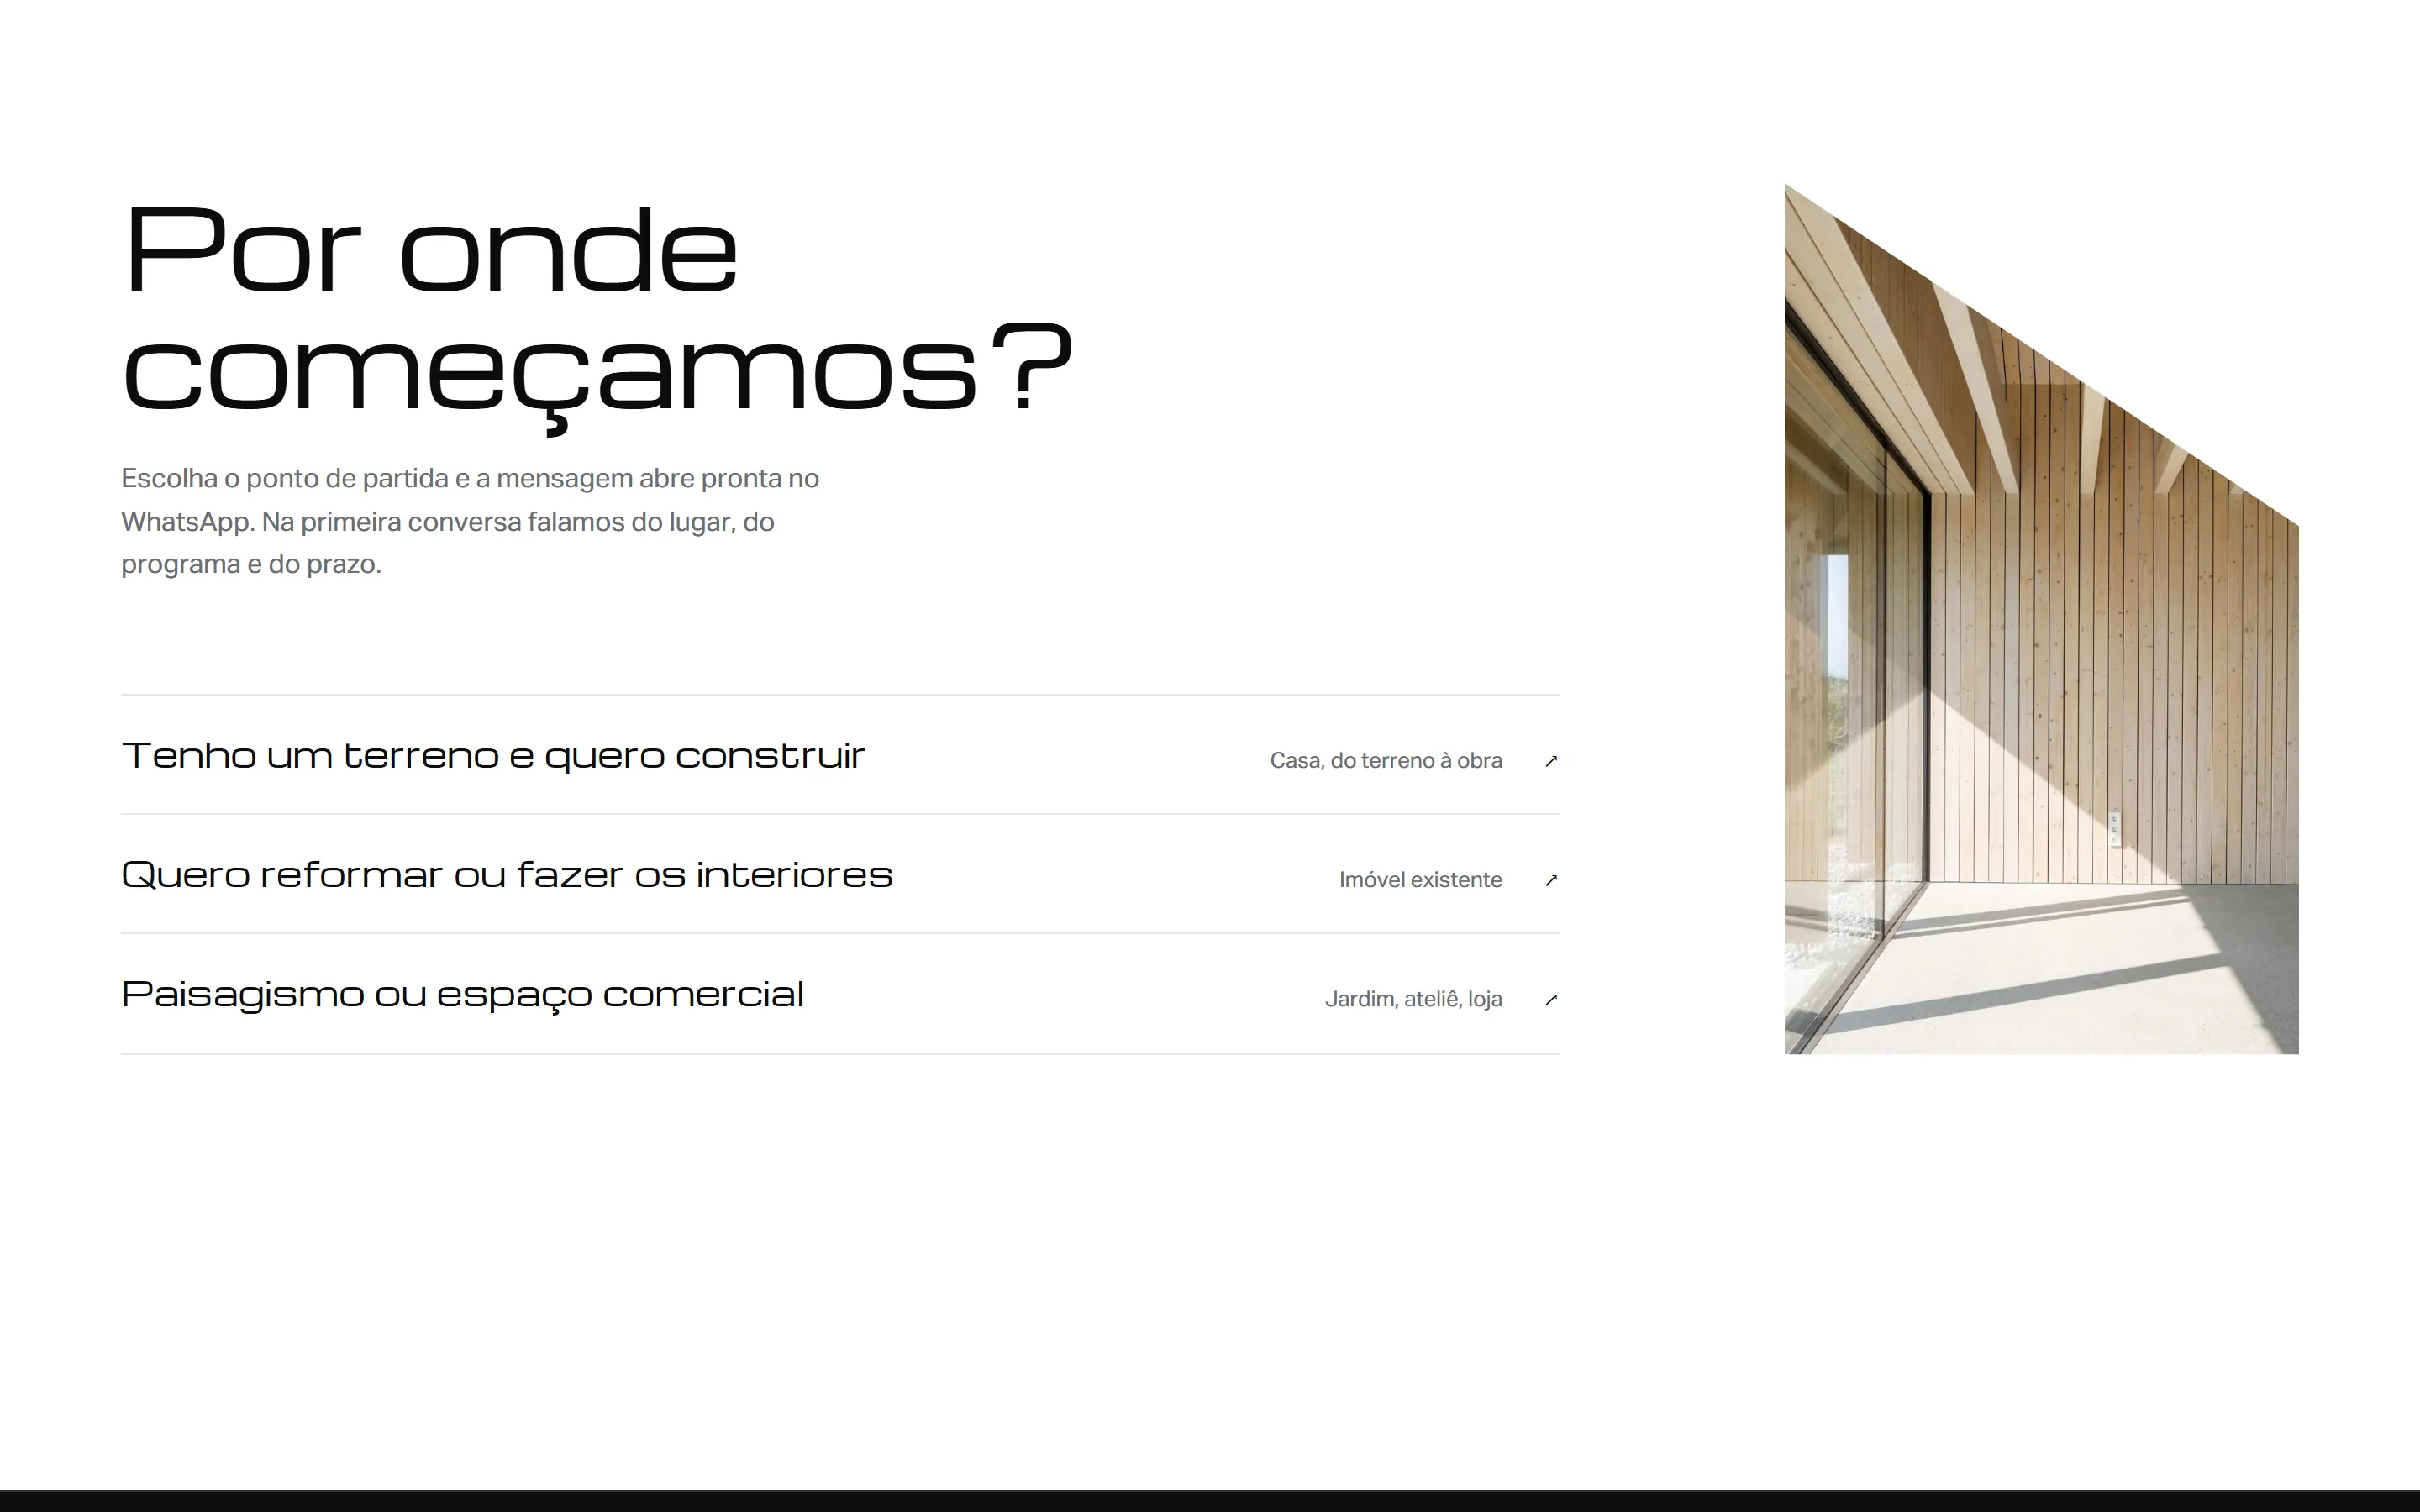 Por onde
começamos?
Escolha o ponto de partida e a mensagem abre pronta no
WhatsApp. Na primeira conversa falamos do lugar, do
programa e do prazo.
Tenho um terreno e quero construir
Casa, do terreno à obra ↗
Quero reformar ou fazer os interiores
Imóvel existente ↗
Paisagismo ou espaço comercial
Jardim, ateliê, loja ↗